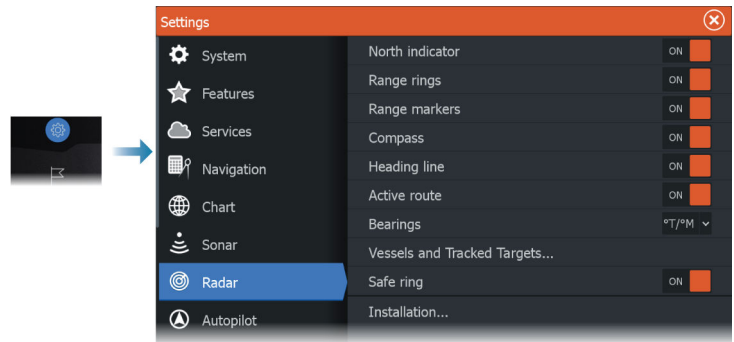 Settings
System
Features
Services
Navigation
Chart
Sonar
Radar
Autopilot
North indicator ON
Range rings ON
Range markers ON
Compass ON
Heading line ON
Active route ON
Bearings °T/°M
Vessels and Tracked Targets...
Safe ring ON
Installation...